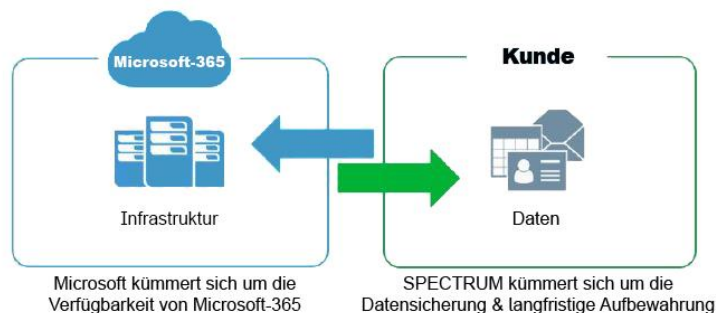 Microsoft-365
Infrastruktur
Microsoft kümmert sich um die
Verfügbarkeit von Microsoft-365
Kunde
Daten
SPECTRUM kümmert sich um die
Datensicherung & langfristige Aufbewahrung